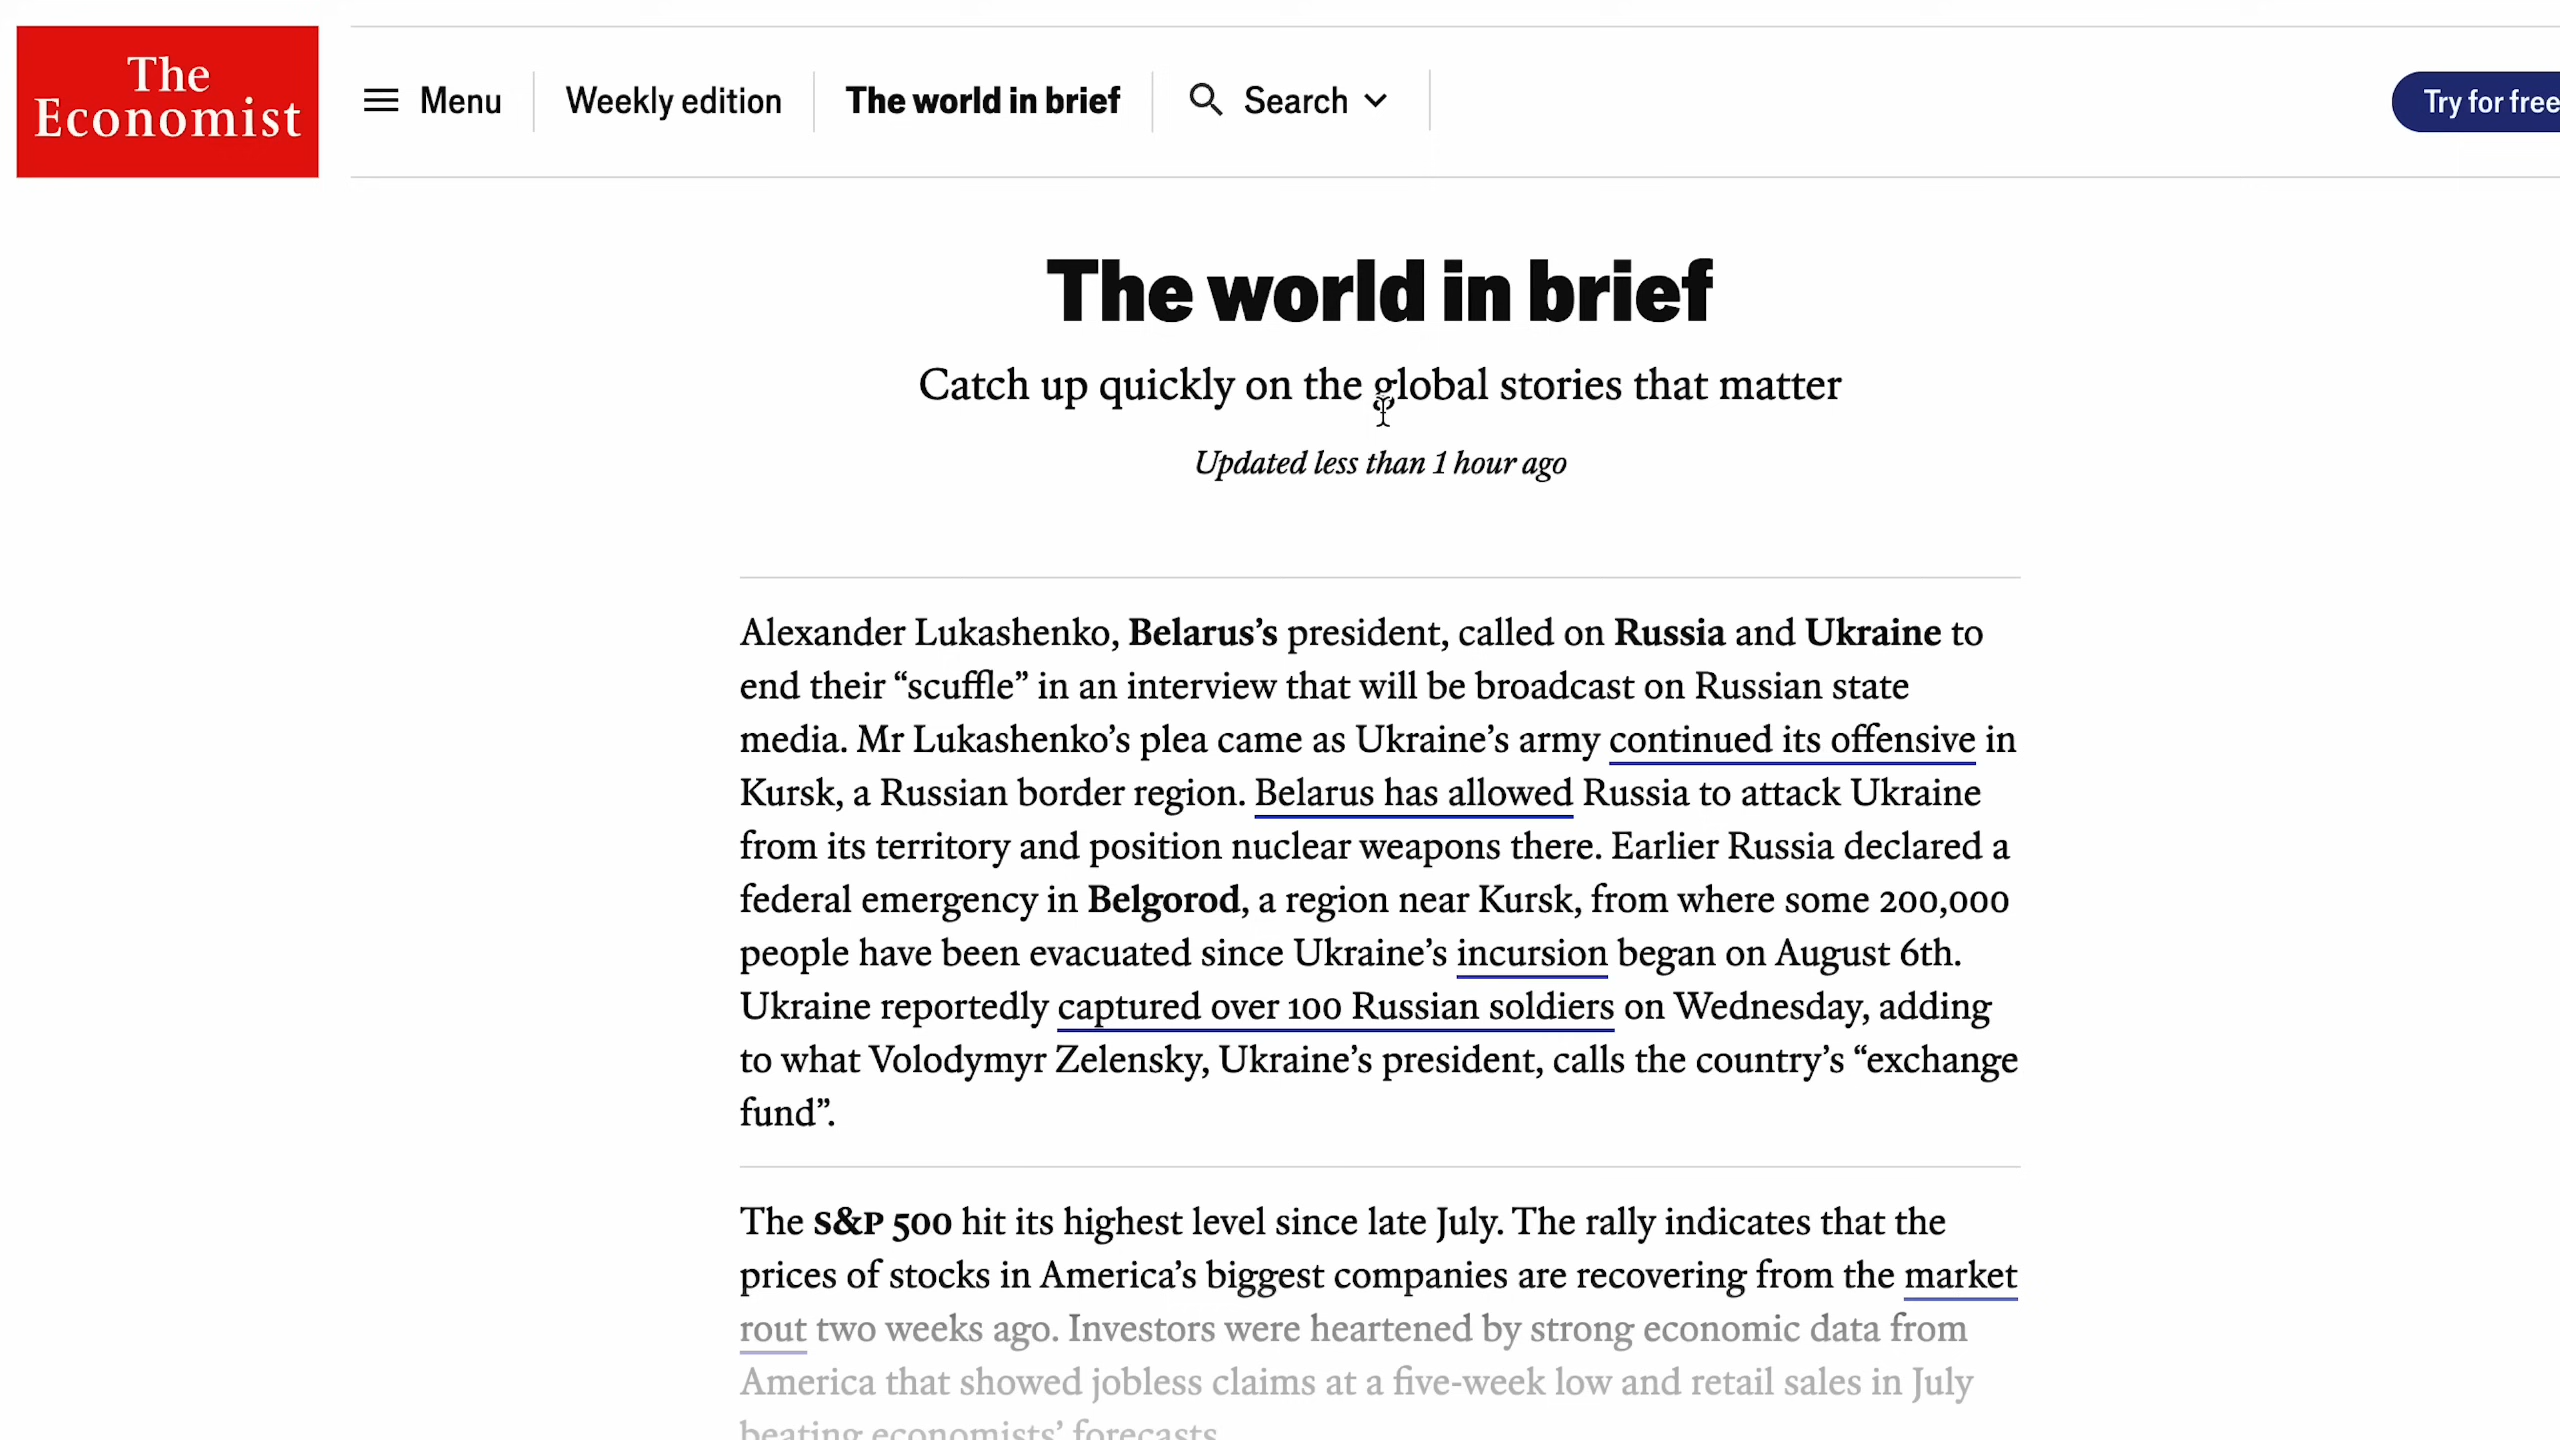 The
Economist
Menu
Weekly edition
The world in brief
Search
Try for free
The world in brief
Catch up quickly on the global stories that matter
Updated less than 1 hour ago
Alexander Lukashenko, Belarus’s president, called on Russia and Ukraine to
end their “scuffle” in an interview that will be broadcast on Russian state
media. Mr Lukashenko’s plea came as Ukraine’s army continued its offensive in
Kursk, a Russian border region. Belarus has allowed Russia to attack Ukraine
from its territory and position nuclear weapons there. Earlier Russia declared a
federal emergency in Belgorod, a region near Kursk, from where some 200,000
people have been evacuated since Ukraine’s incursion began on August 6th.
Ukraine reportedly captured over 100 Russian soldiers on Wednesday, adding
to what Volodymyr Zelensky, Ukraine’s president, calls the country’s “exchange
fund”.
The S&P 500 hit its highest level since late July. The rally indicates that the
prices of stocks in America’s biggest companies are recovering from the market
rout two weeks ago. Investors were heartened by strong economic data from
America that showed jobless claims at a five-week low and retail sales in July
beating economists’ forecasts.